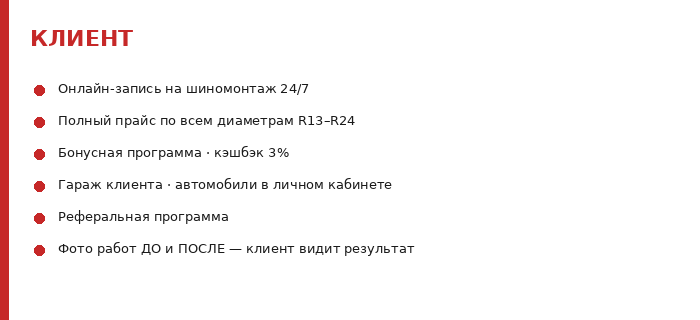 КЛИЕНТ
Онлайн-запись на шиномонтаж 24/7
Полный прайс по всем диаметрам R13–R24
Бонусная программа · кэшбэк 3%
Гараж клиента · автомобили в личном кабинете
Реферальная программа
Фото работ ДО и ПОСЛЕ — клиент видит результат